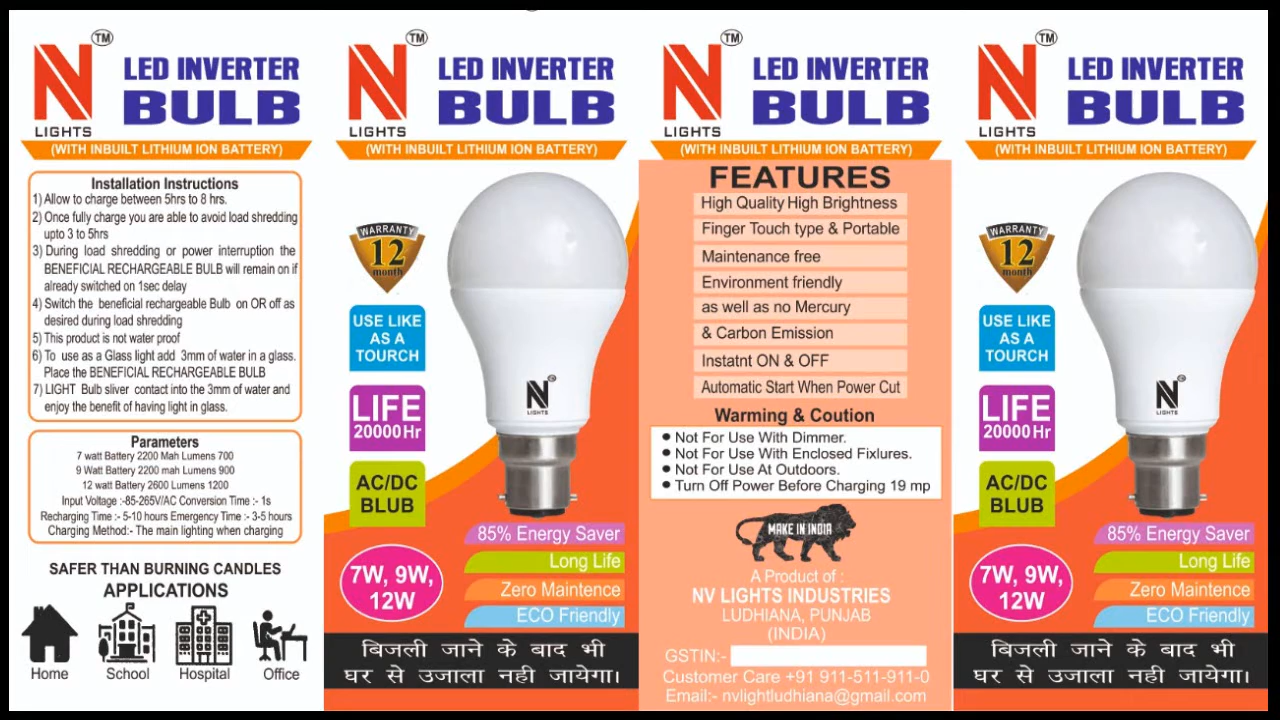 N TM
LIGHTS
LED INVERTER
BULB
(WITH INBUILT LITHIUM ION BATTERY)
Installation Instructions
1) Allow to charge between 5hrs to 8 hrs.
2) Once fully charge you are able to avoid load shredding
upto 3 to 5hrs
3) During load shredding or power interruption the
BENEFICIAL RECHARGEABLE BULB will remain on if
already switched on 1sec delay
4) Switch the beneficial rechargeable Bulb on OR off as
desired during load shredding
5) This product is not water proof
6) To use as a Glass light add 3mm of water in a glass.
Place the BENEFICIAL RECHARGEABLE BULB
7) LIGHT Bulb sliver contact into the 3mm of water and
enjoy the benefit of having light in glass.
Parameters
7 watt Battery 2200 Mah Lumens 700
9 Watt Battery 2200 mah Lumens 900
12 watt Battery 2600 Lumens 1200
Input Voltage :-85-265V/AC Conversion Time :- 1s
Recharging Time :- 5-10 hours Emergency Time :- 3-5 hours
Charging Method:- The main lighting when charging
SAFER THAN BURNING CANDLES
APPLICATIONS
Home
School
Hospital
Office
N TM
LIGHTS
LED INVERTER
BULB
(WITH INBUILT LITHIUM ION BATTERY)
WARRANTY
12
month
USE LIKE
AS A
TOURCH
LIFE
20000Hr
AC/DC
BLUB
N TM
LIGHTS
85% Energy Saver
Long Life
Zero Maintence
ECO Friendly
7W, 9W,
12W
बिजली जाने के बाद भी
घर से उजाला नही जायेगा।
N TM
LIGHTS
LED INVERTER
BULB
(WITH INBUILT LITHIUM ION BATTERY)
FEATURES
High Quality High Brightness
Finger Touch type & Portable
Maintenance free
Environment friendly
as well as no Mercury
& Carbon Emission
Instatnt ON & OFF
Automatic Start When Power Cut
Warming & Coution
● Not For Use With Dimmer.
● Not For Use With Enclosed Fixlures.
● Not For Use At Outdoors.
● Turn Off Power Before Charging 19 mp
MAKE IN INDIA
A Product of :
NV LIGHTS INDUSTRIES
LUDHIANA, PUNJAB
(INDIA)
GSTIN:-
Customer Care +91 911-511-911-0
Email:- nvlightludhiana@gmail.com
N TM
LIGHTS
LED INVERTER
BULB
(WITH INBUILT LITHIUM ION BATTERY)
WARRANTY
12
month
USE LIKE
AS A
TOURCH
LIFE
20000Hr
AC/DC
BLUB
N TM
LIGHTS
85% Energy Saver
Long Life
Zero Maintence
ECO Friendly
7W, 9W,
12W
बिजली जाने के बाद भी
घर से उजाला नही जायेगा।